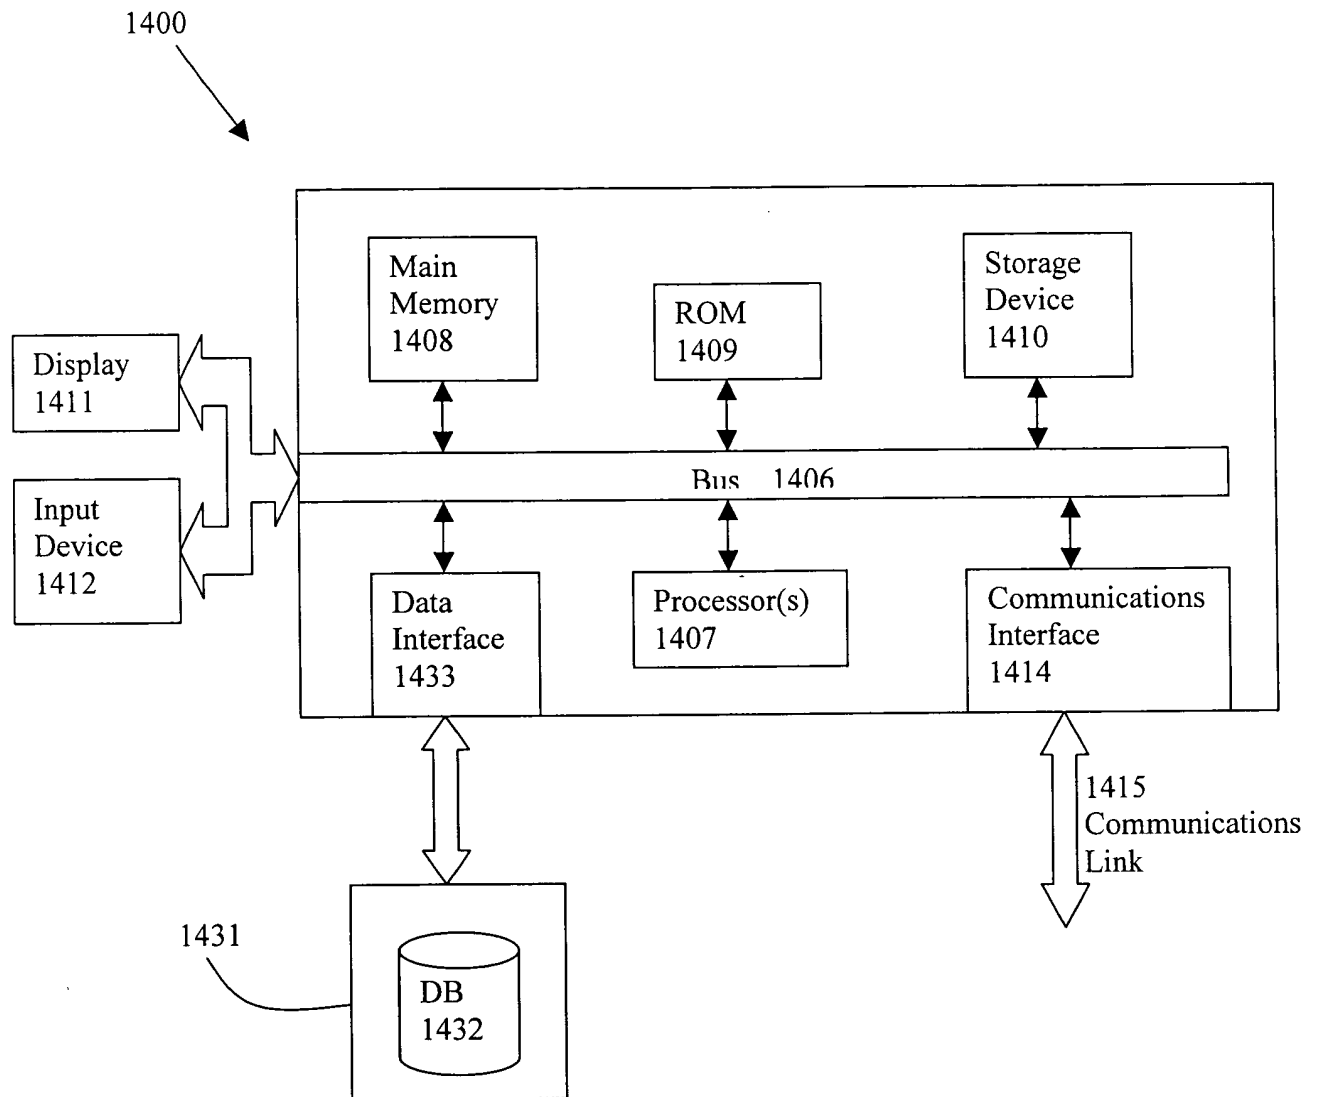 1400
Main
Memory
1408
ROM
1409
Storage
Device
1410
Display
1411
Bus 1406
Input
Device
1412
Data
Interface
1433
Processor(s)
1407
Communications
Interface
1414
1415
Communications
Link
1431
DB
1432